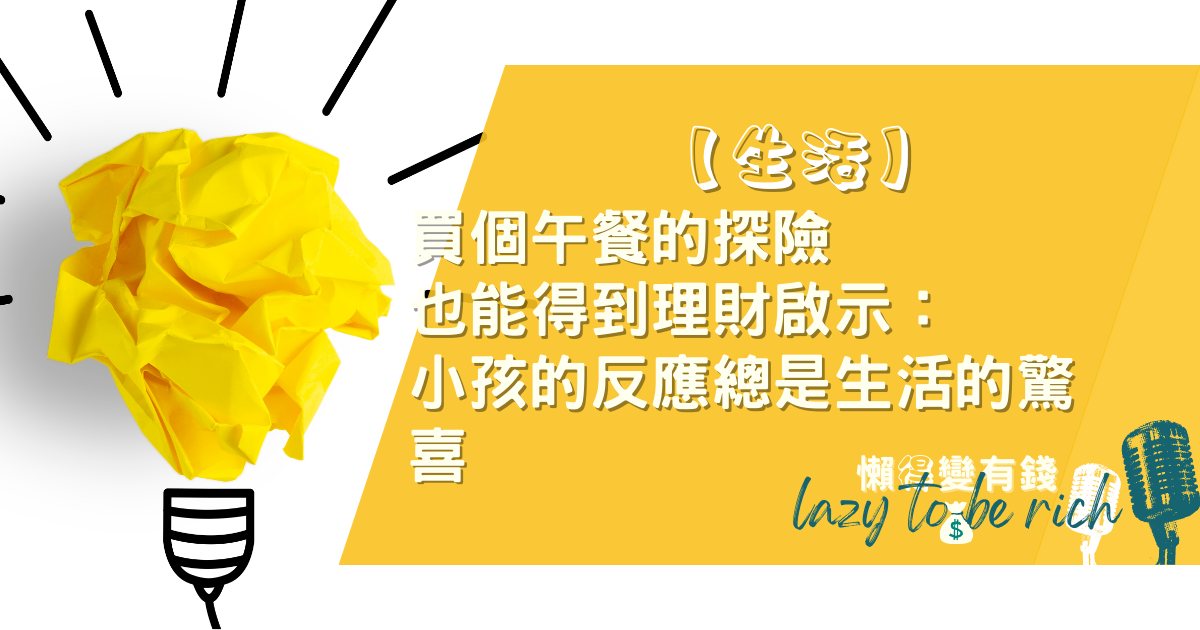 【生活】
買個午餐的探險
也能得到理財啟示：
小孩的反應總是生活的驚
喜
懶得變有錢
lazy to be rich
$